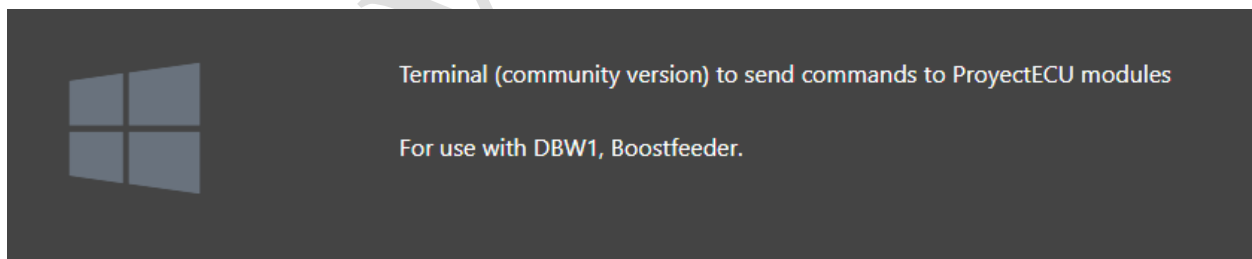 Terminal (community version) to send commands to ProyectECU modules
For use with DBW1, Boostfeeder.